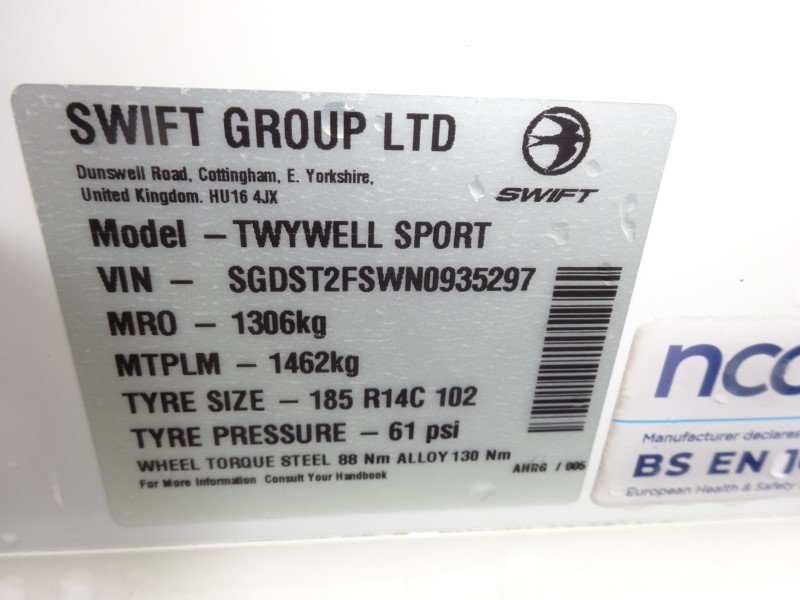 SWIFT GROUP LTD
Dunswell Road, Cottingham, E. Yorkshire,
United Kingdom. HU16 4JX
SWIFT
Model – TWYWELL SPORT
VIN – SGDST2FSWN0935297
MRO – 1306kg
MTPLM – 1462kg
TYRE SIZE – 185 R14C 102
TYRE PRESSURE – 61 psi
WHEEL TORQUE STEEL 88 Nm ALLOY 130 Nm
For More Information Consult Your Handbook
AHRG / 005
ncc
Manufacturer declares
BS EN
European Health & Safety